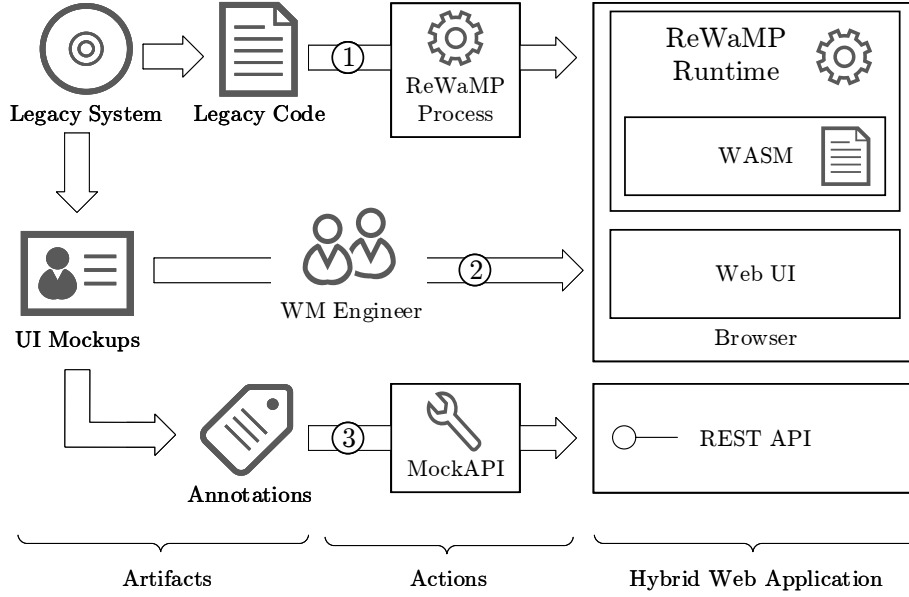 Legacy System
Legacy Code
1
ReWaMP
Process
ReWaMP
Runtime
WASM
UI Mockups
WM Engineer
2
Web UI
Browser
Annotations
3
MockAPI
REST API
Artifacts
Actions
Hybrid Web Application